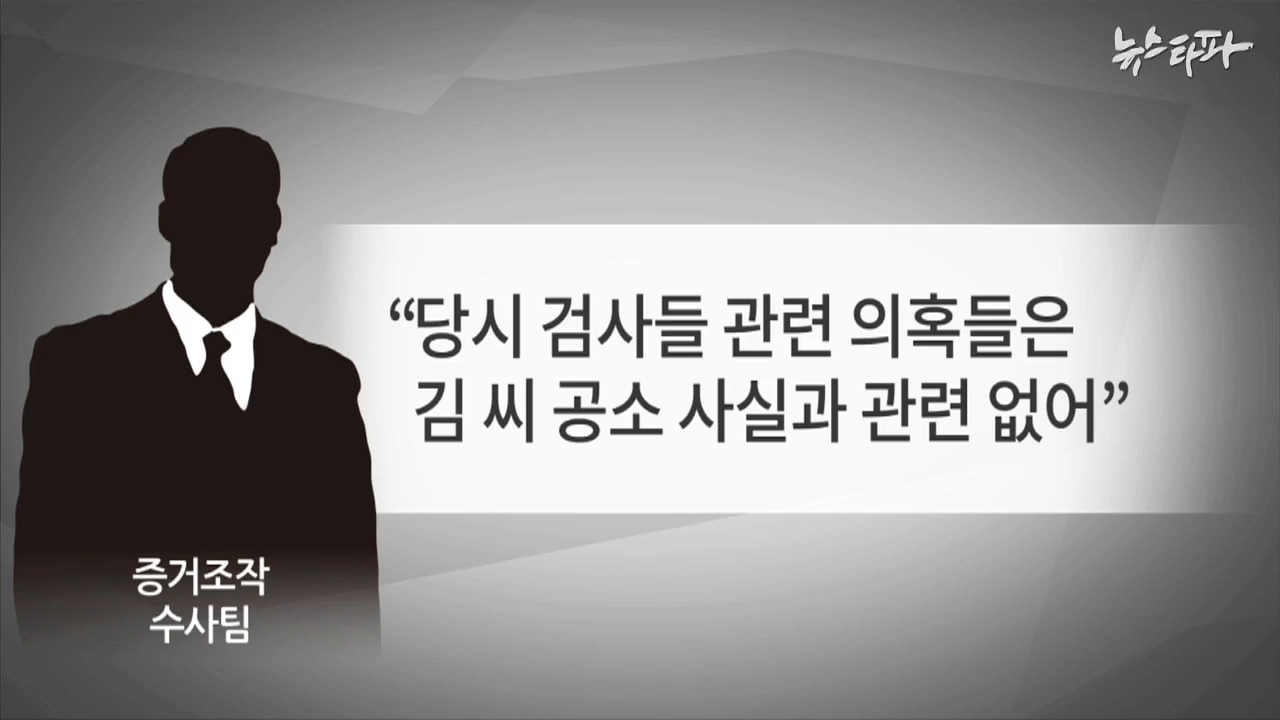 뉴스타파
“당시 검사들 관련 의혹들은
김 씨 공소 사실과 관련 없어”
증거조작
수사팀